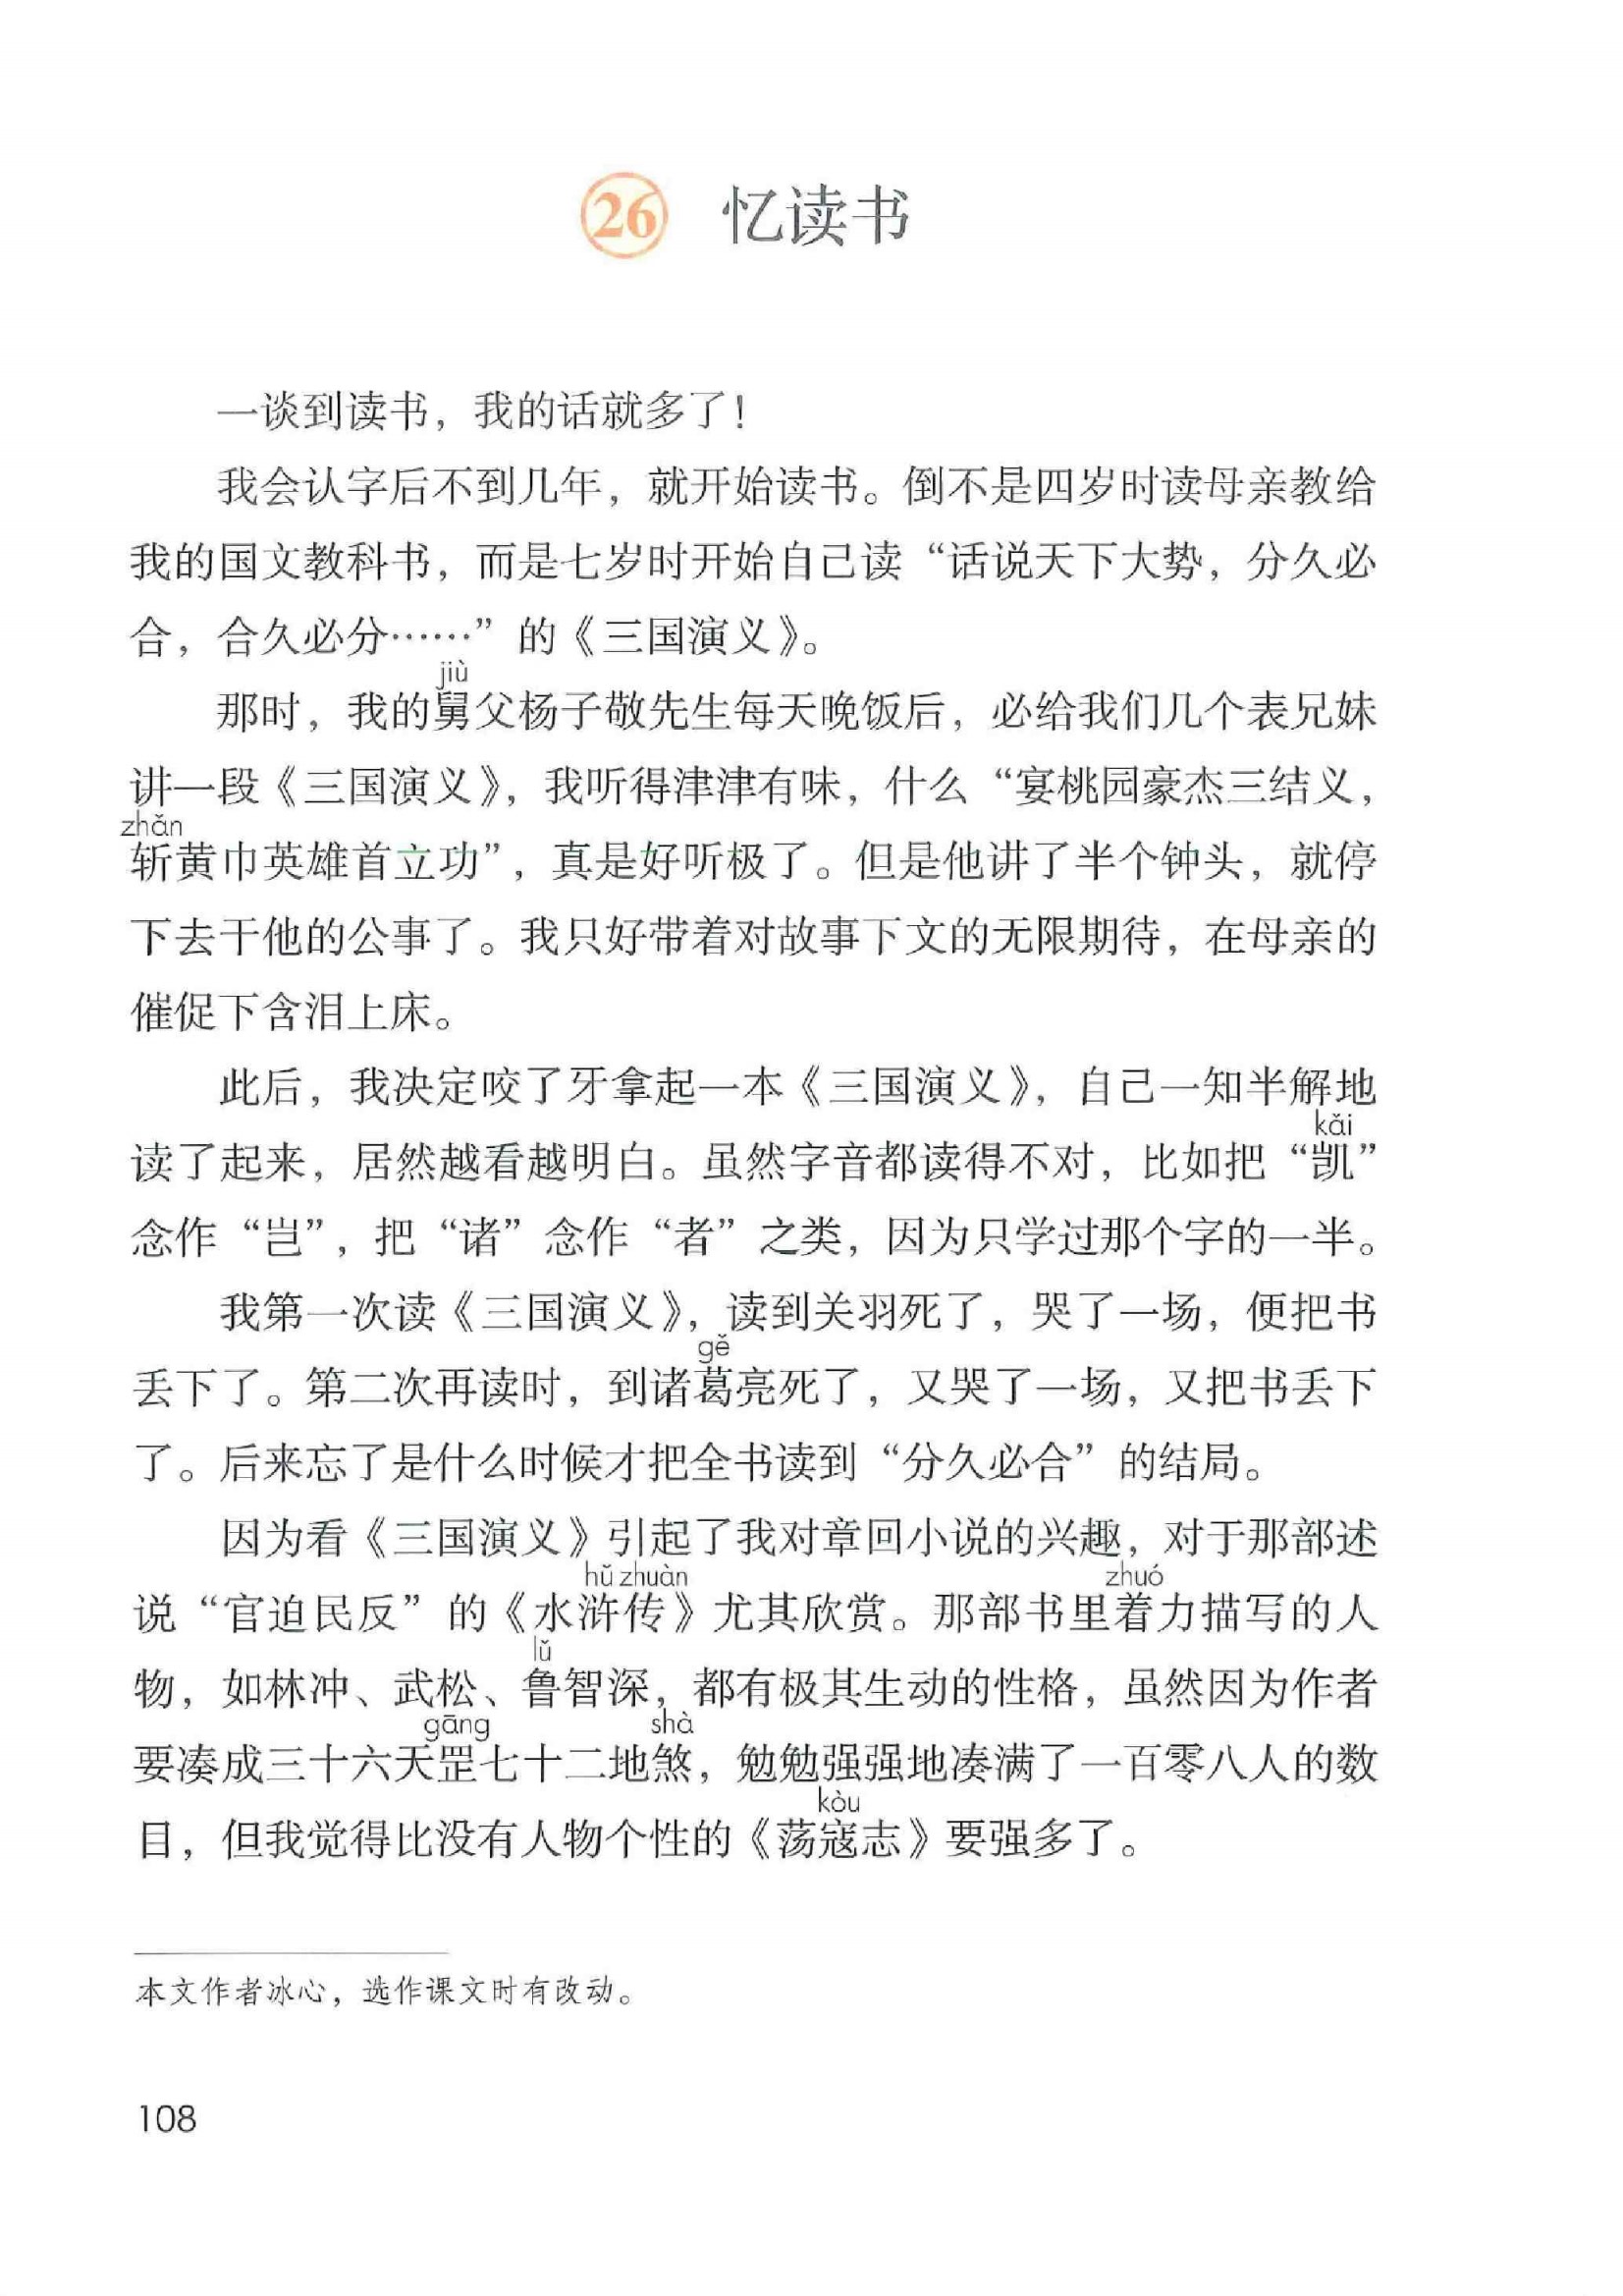 26 忆读书
一谈到读书，我的话就多了！
我会认字后不到几年，就开始读书。倒不是四岁时读母亲教给
我的国文教科书，而是七岁时开始自己读“话说天下大势，分久必
合，合久必分……”的《三国演义》。
jiù
那时，我的舅父杨子敬先生每天晚饭后，必给我们几个表兄妹
讲一段《三国演义》，我听得津津有味，什么“宴桃园豪杰三结义，
zhǎn
斩黄巾英雄首立功”，真是好听极了。但是他讲了半个钟头，就停
下去干他的公事了。我只好带着对故事下文的无限期待，在母亲的
催促下含泪上床。
此后，我决定咬了牙拿起一本《三国演义》，自己一知半解地
kǎi
读了起来，居然越看越明白。虽然字音都读得不对，比如把“凯”
念作“岂”，把“诸”念作“者”之类，因为只学过那个字的一半。
我第一次读《三国演义》，读到关羽死了，哭了一场，便把书
gě
丢下了。第二次再读时，到诸葛亮死了，又哭了一场，又把书丢下
了。后来忘了是什么时候才把全书读到“分久必合”的结局。
因为看《三国演义》引起了我对章回小说的兴趣，对于那部述
hǔ zhuàn zhuó
说“官迫民反”的《水浒传》尤其欣赏。那部书里着力描写的人
lǔ
物，如林冲、武松、鲁智深，都有极其生动的性格，虽然因为作者
gāng shà
要凑成三十六天罡七十二地煞，勉勉强强地凑满了一百零八人的数
kòu
目，但我觉得比没有人物个性的《荡寇志》要强多了。
本文作者冰心，选作课文时有改动。
108